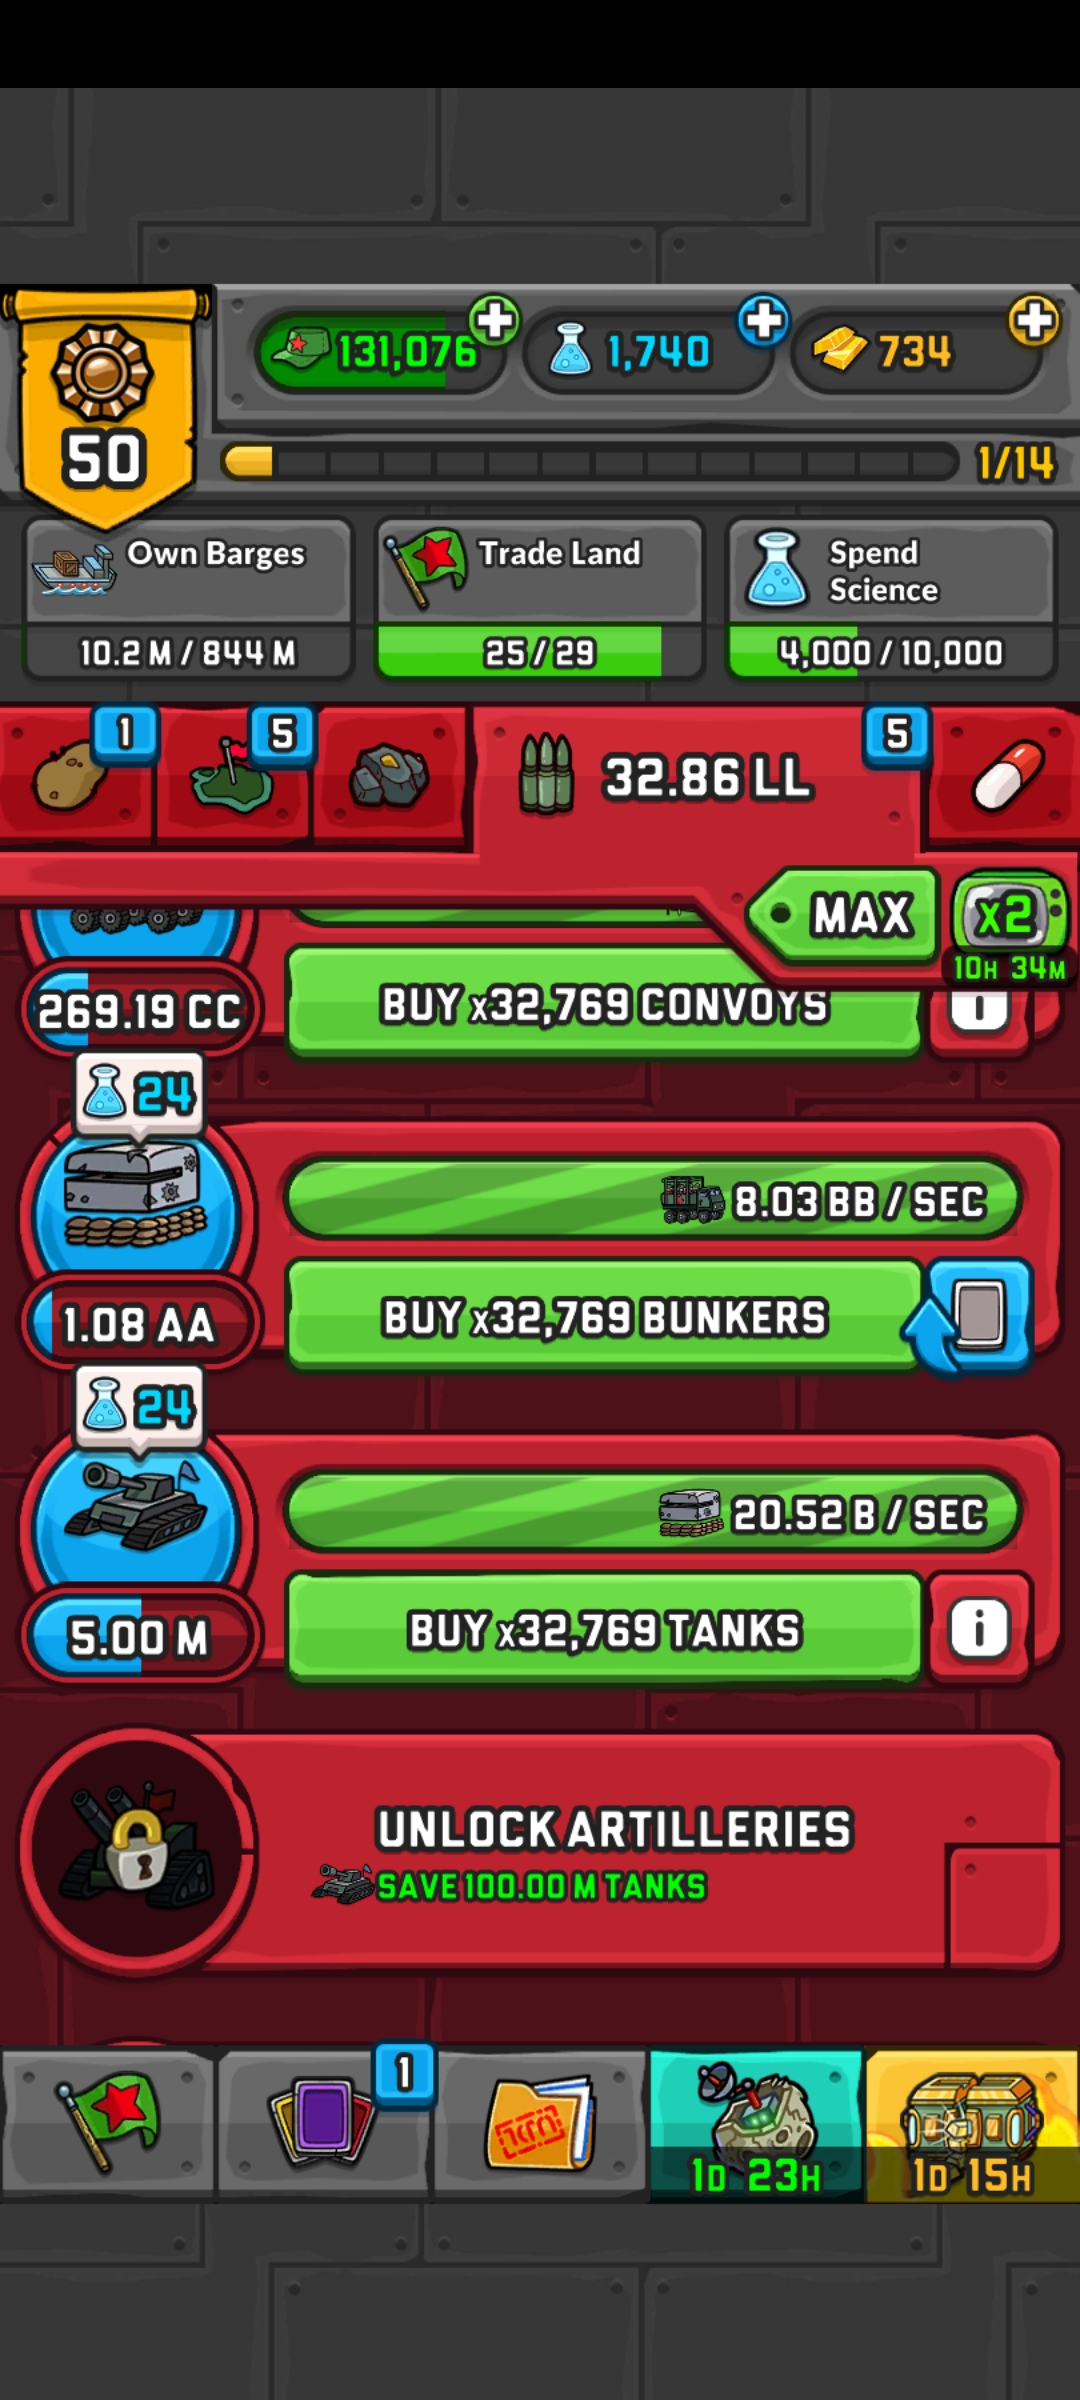 131,076
1,740
734
50
1/14
Own Barges
10.2 M / 844 M
Trade Land
25 / 29
Spend
Science
4,000 / 10,000
1
5
32.86 LL
5
MAX
x2
10H 34M
269.19 CC
BUY x32,769 CONVOYS
24
8.03 BB / SEC
1.08 AA
BUY x32,769 BUNKERS
24
20.52 B / SEC
5.00 M
BUY x32,769 TANKS
i
UNLOCK ARTILLERIES
SAVE 100.00 M TANKS
1
1D 23H
1D 15H